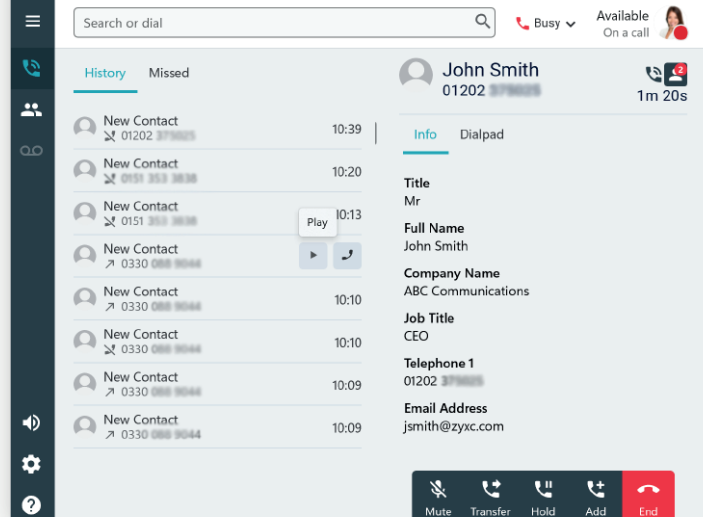 Search or dial
Busy
Available
On a call
History
Missed
John Smith
01202
2
1m 20s
New Contact
01202
10:39
New Contact
10:20
New Contact
0151
10:13
Play
New Contact
0330
New Contact
0330
10:10
New Contact
0330
10:10
New Contact
0330
10:09
New Contact
0330
10:09
Info
Dialpad
Title
Mr
Full Name
John Smith
Company Name
ABC Communications
Job Title
CEO
Telephone 1
01202
Email Address
jsmith@zyxc.com
Mute
Transfer
Hold
Add
End